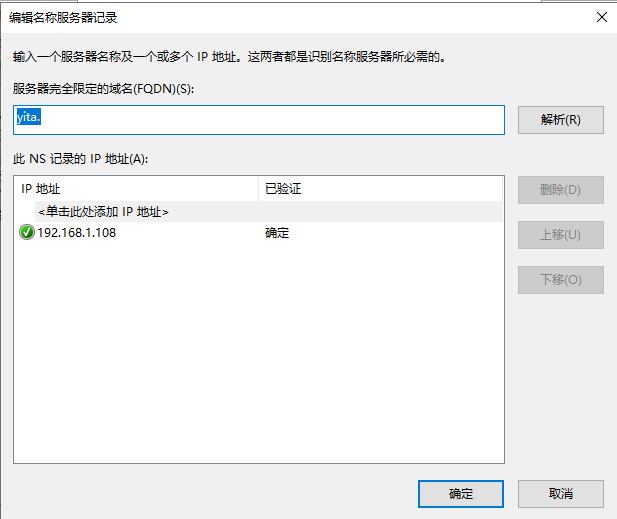 编辑名称服务器记录
输入一个服务器名称及一个或多个 IP 地址。这两者都是识别名称服务器所必需的。
服务器完全限定的域名(FQDN)(S):
yita.
解析(R)
此 NS 记录的 IP 地址(A):
IP 地址 已验证
<单击此处添加 IP 地址>
192.168.1.108 确定
删除(D)
上移(U)
下移(O)
确定 取消